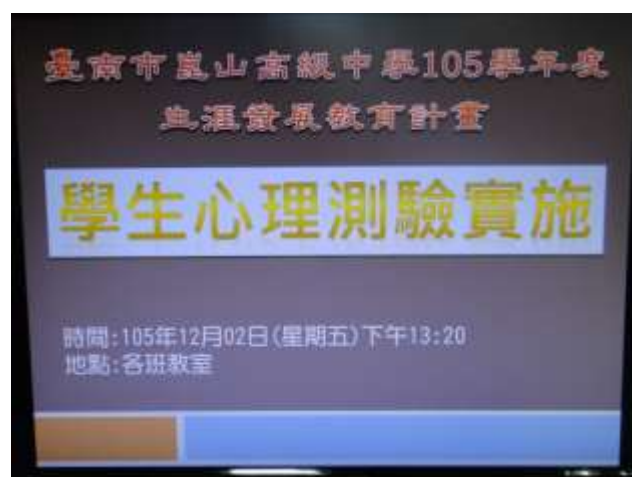 臺南市崑山高級中學105學年度
生涯發展教育計畫
學生心理測驗實施
時間:105年12月02日(星期五)下午13:20
地點:各班教室